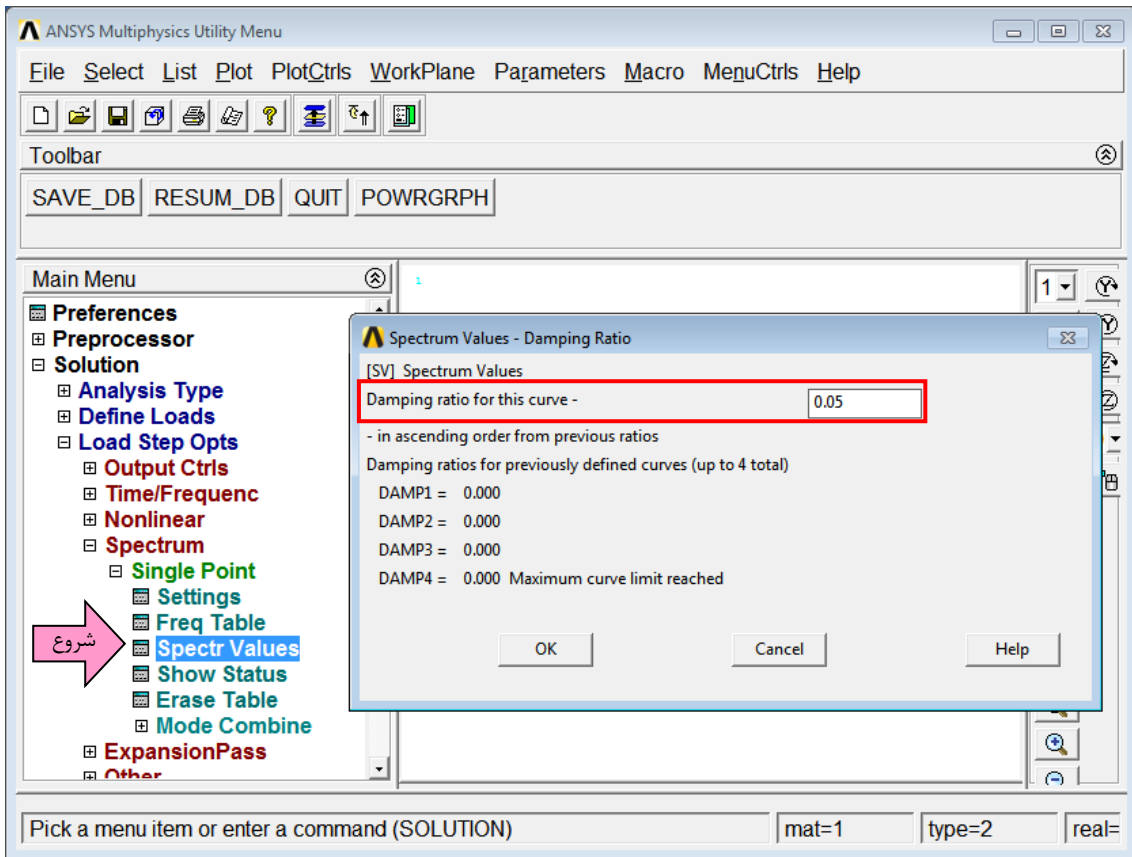 ANSYS Multiphysics Utility Menu
File Select List Plot PlotCtrls WorkPlane Parameters Macro MenuCtrls Help
Toolbar
SAVE_DB RESUM_DB QUIT POWRGRPH
Main Menu
Preferences
Preprocessor
Solution
Analysis Type
Define Loads
Load Step Opts
Output Ctrls
Time/Frequenc
Nonlinear
Spectrum
Single Point
Settings
Freq Table
شروع
Spectr Values
Show Status
Erase Table
Mode Combine
ExpansionPass
Other
1
1
Spectrum Values - Damping Ratio
[SV] Spectrum Values
Damping ratio for this curve - 0.05
- in ascending order from previous ratios
Damping ratios for previously defined curves (up to 4 total)
DAMP1 = 0.000
DAMP2 = 0.000
DAMP3 = 0.000
DAMP4 = 0.000 Maximum curve limit reached
OK Cancel Help
Pick a menu item or enter a command (SOLUTION) mat=1 type=2 real=